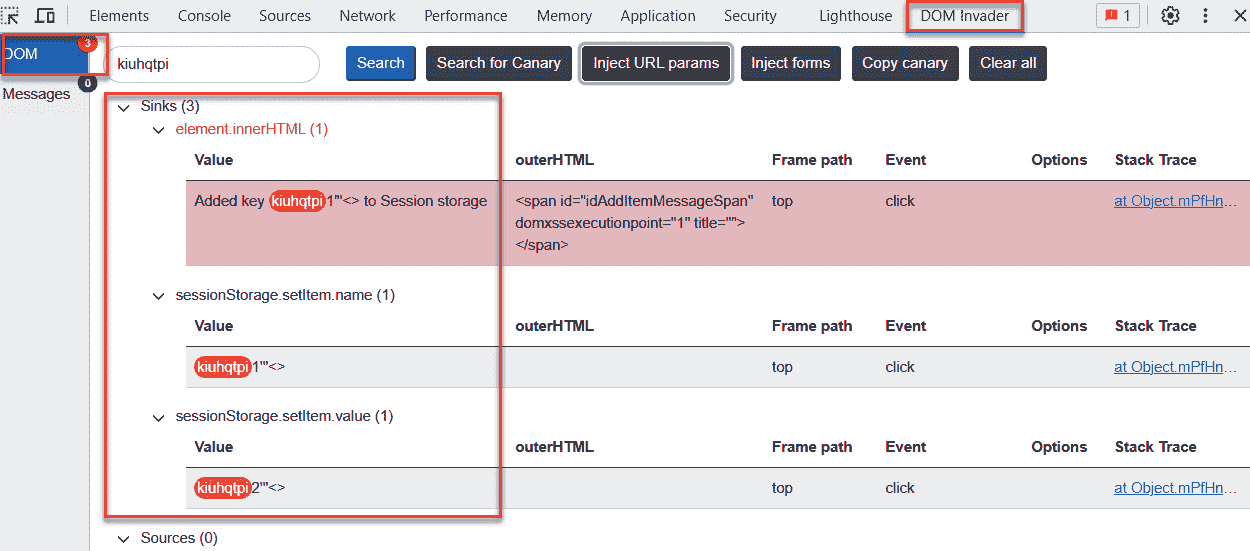 Elements Console Sources Network Performance Memory Application Security Lighthouse DOM Invader 1
DOM 3 kiuhqtpi Search Search for Canary Inject URL params Inject forms Copy canary Clear all
Messages 0
Sinks (3)
element.innerHTML (1)
Value outerHTML Frame path Event Options Stack Trace
Added key kiuhqtpi1"'<> to Session storage <span id="idAddItemMessageSpan" top click at Object.mPfHn…
domxssexecutionpoint="1" title="">
</span>
sessionStorage.setItem.name (1)
Value outerHTML Frame path Event Options Stack Trace
kiuhqtpi1"'<> top click at Object.mPfHn…
sessionStorage.setItem.value (1)
Value outerHTML Frame path Event Options Stack Trace
kiuhqtpi2"'<> top click at Object.mPfHn…
Sources (0)